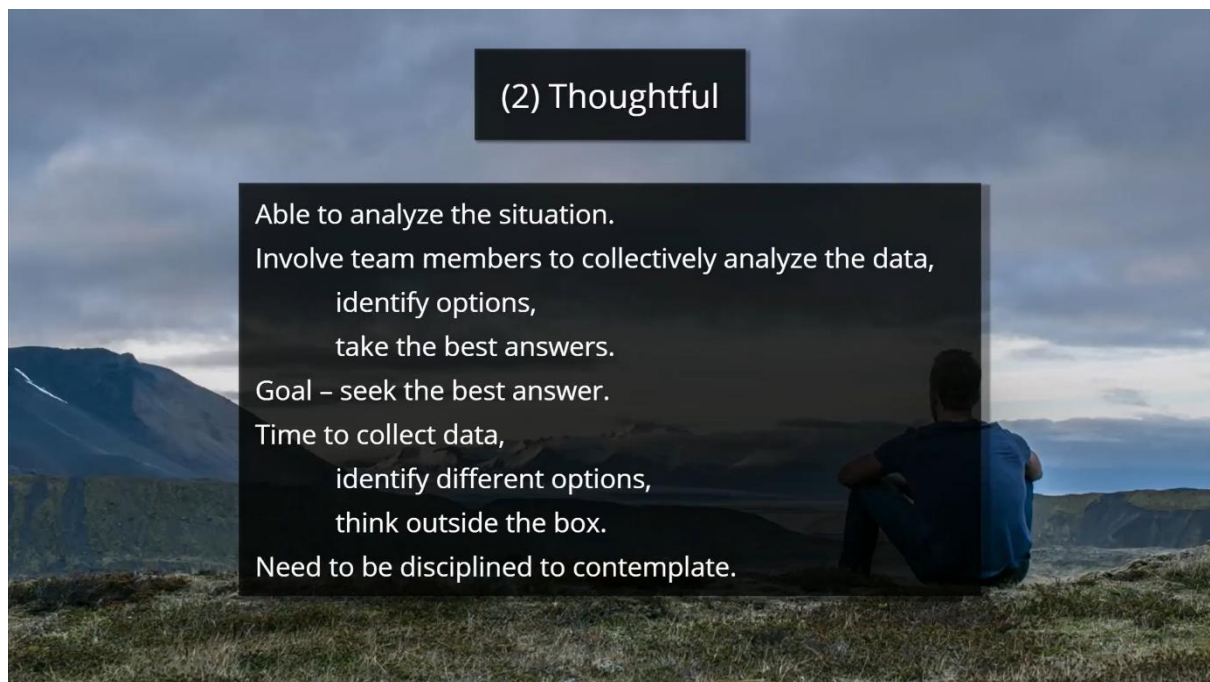 (2) Thoughtful
Able to analyze the situation.
Involve team members to collectively analyze the data,
identify options,
take the best answers.
Goal – seek the best answer.
Time to collect data,
identify different options,
think outside the box.
Need to be disciplined to contemplate.